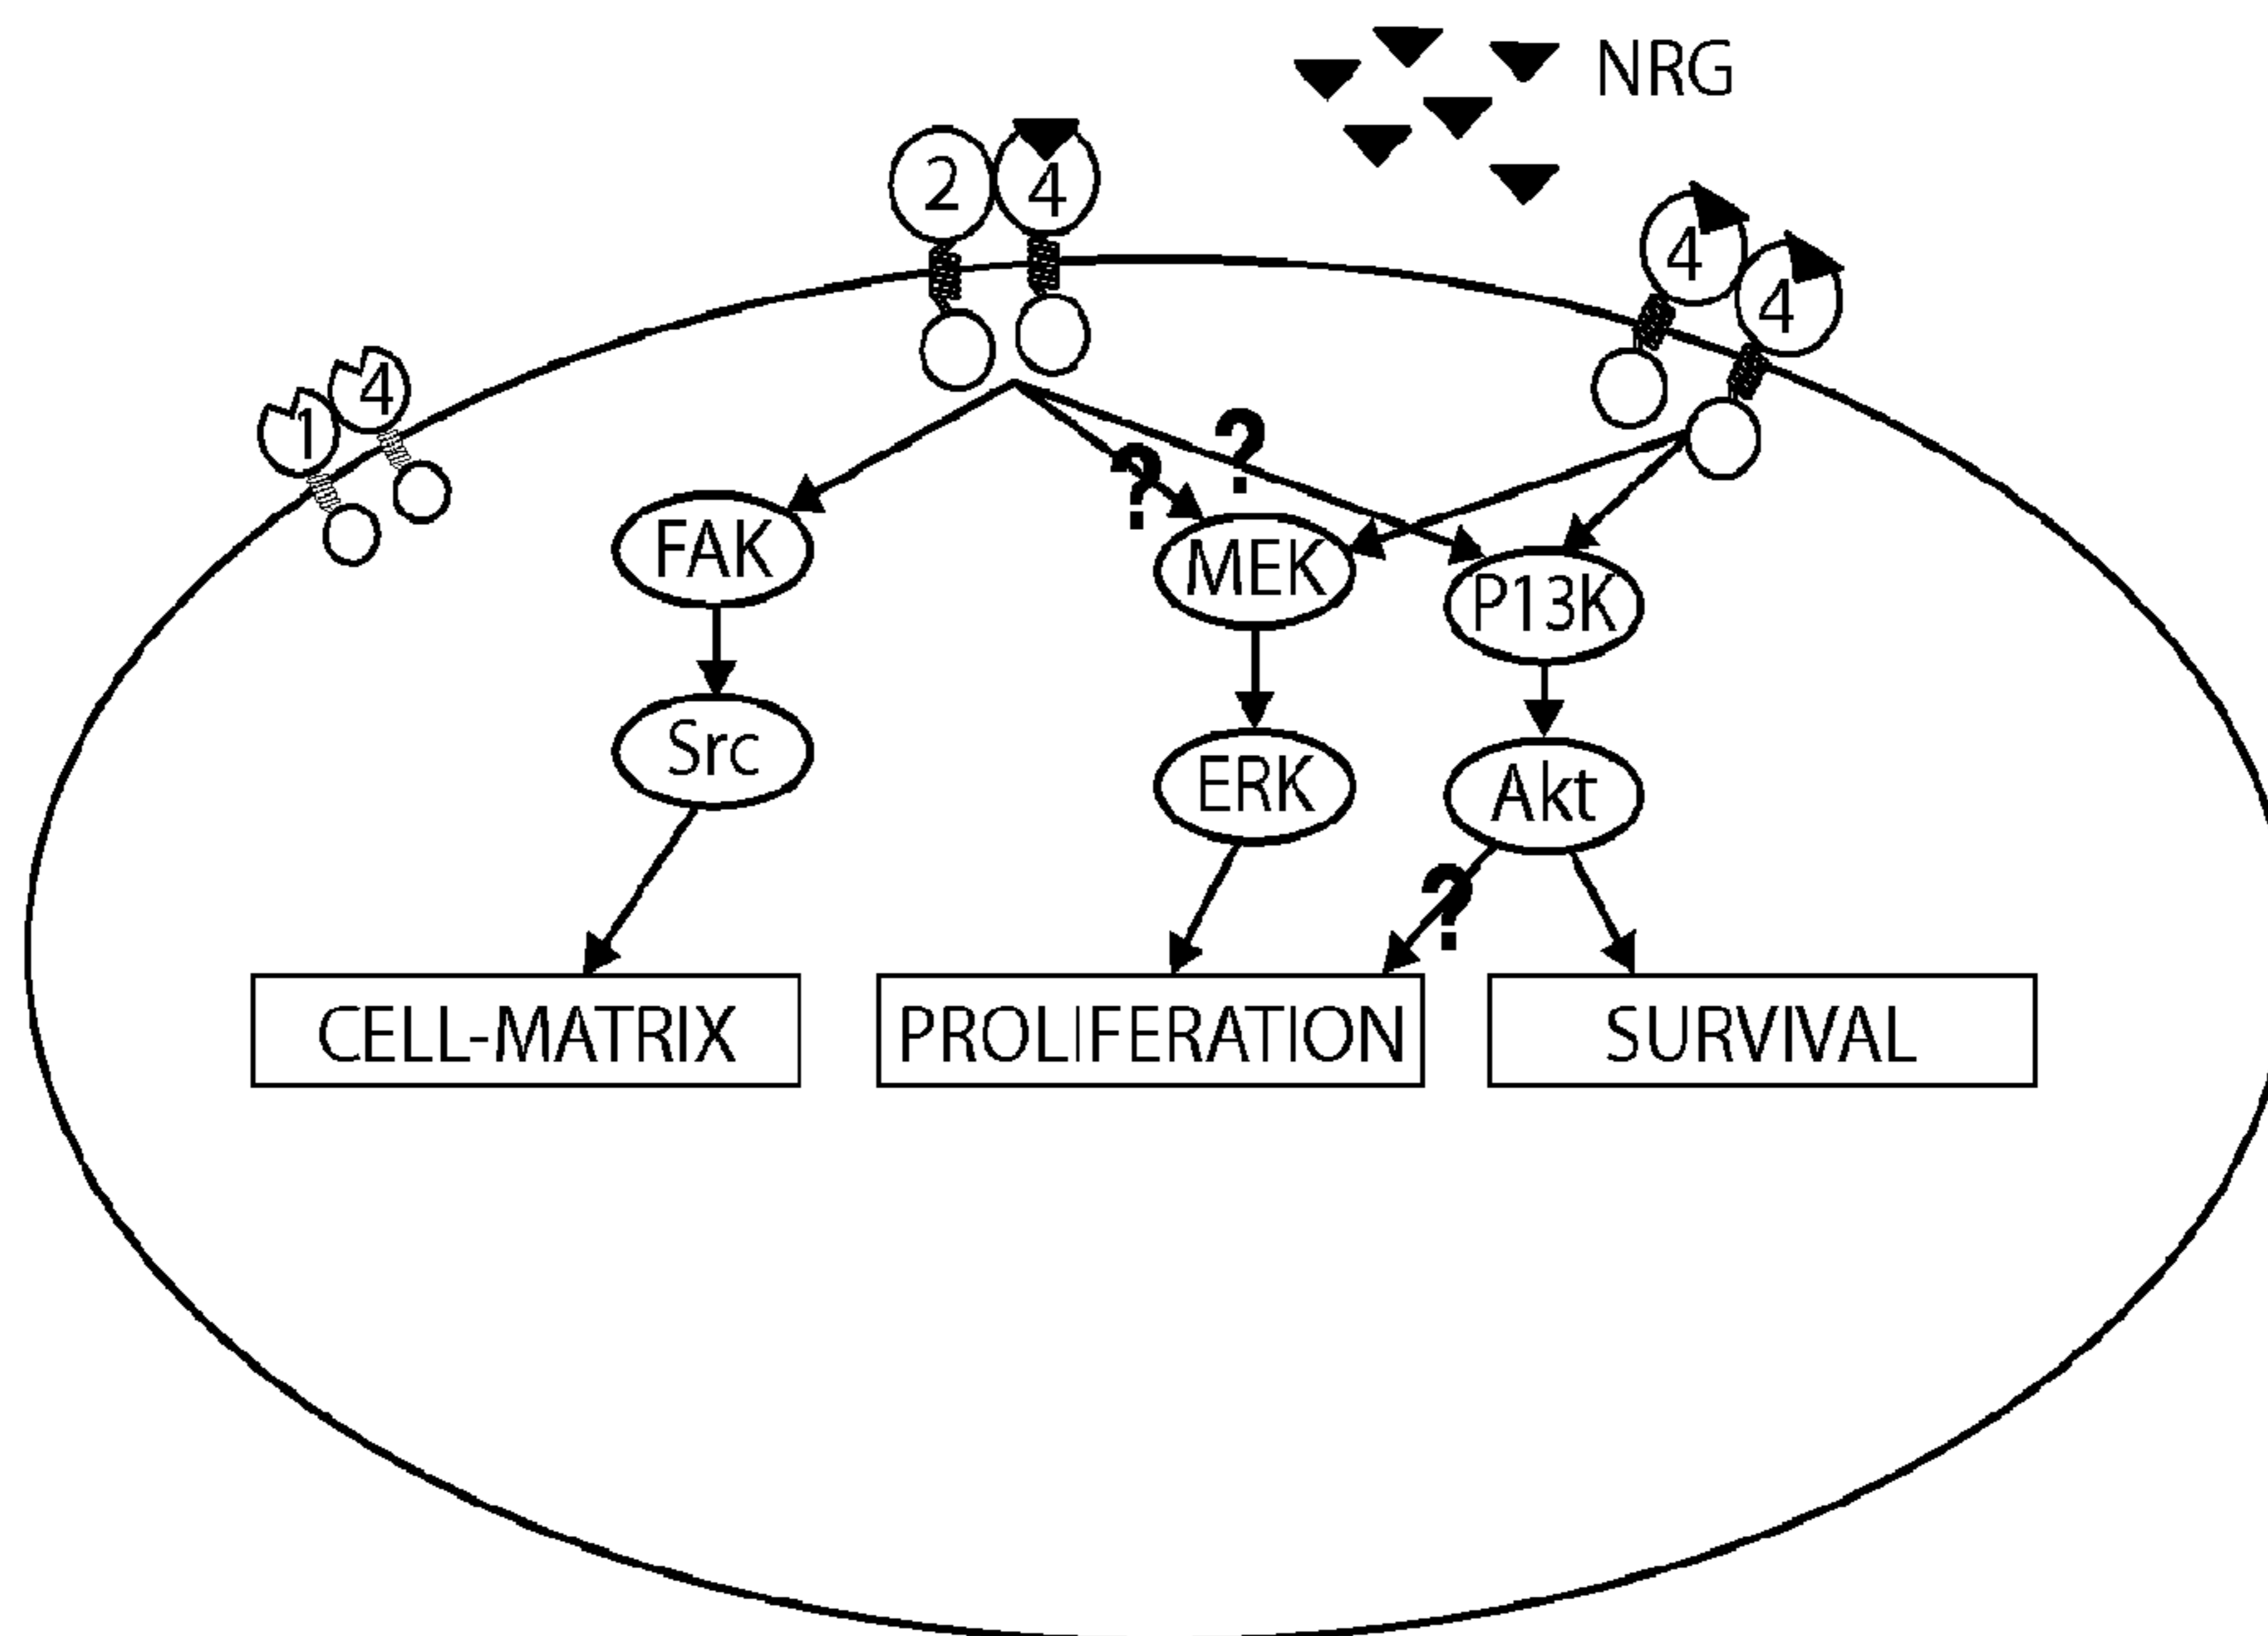 NRG
2 4
4
4
4
1
?
?
FAK
MEK
P13K
Src
ERK
Akt
?
CELL-MATRIX
PROLIFERATION
SURVIVAL